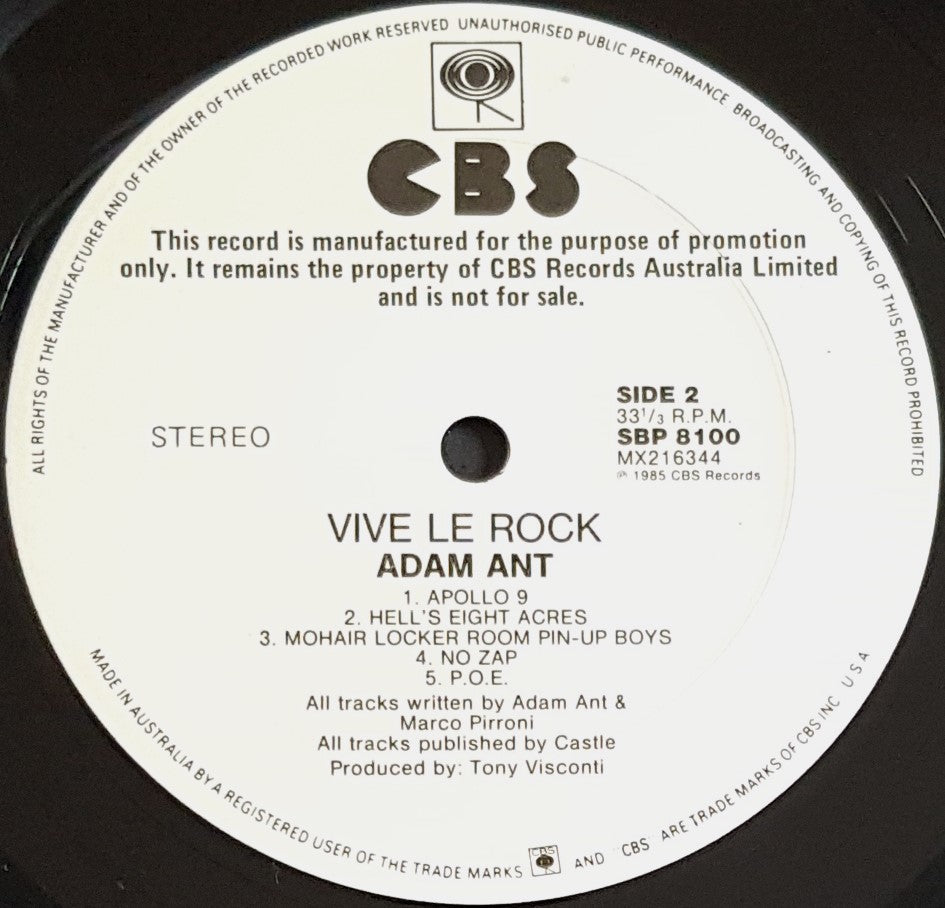 ALL RIGHTS OF THE MANUFACTURER AND OF THE OWNER OF THE RECORDED WORK RESERVED UNAUTHORISED PUBLIC PERFORMANCE BROADCASTING AND COPYING OF THIS RECORD PROHIBITED
CBS
This record is manufactured for the purpose of promotion
only. It remains the property of CBS Records Australia Limited
and is not for sale.
STEREO
SIDE 2
33 1/3 R.P.M.
SBP 8100
MX216344
℗ 1985 CBS Records
VIVE LE ROCK
ADAM ANT
1. APOLLO 9
2. HELL'S EIGHT ACRES
3. MOHAIR LOCKER ROOM PIN-UP BOYS
4. NO ZAP
5. P.O.E.
All tracks written by Adam Ant &
Marco Pirroni
All tracks published by Castle
Produced by: Tony Visconti
MADE IN AUSTRALIA BY A REGISTERED USER OF THE TRADE MARKS CBS AND "CBS" ARE TRADE MARKS OF CBS INC U S A